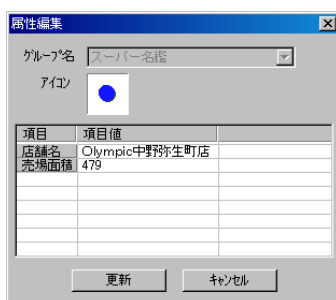 属性編集
グループ名 スーパー名鑑
アイコン
項目 項目値
店舗名 Olympic中野弥生町店
売場面積 479
更新 キャンセル